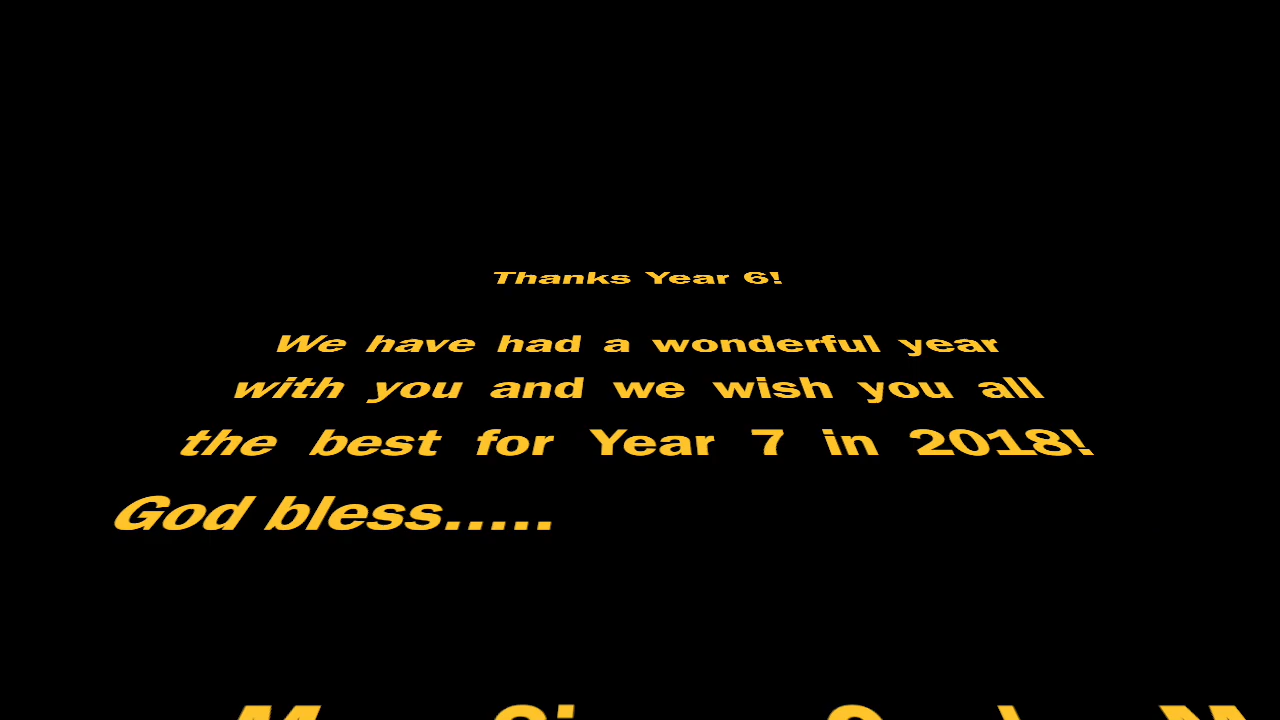 Thanks Year 6!
We have had a wonderful year
with you and we wish you all
the best for Year 7 in 2018!
God bless.....